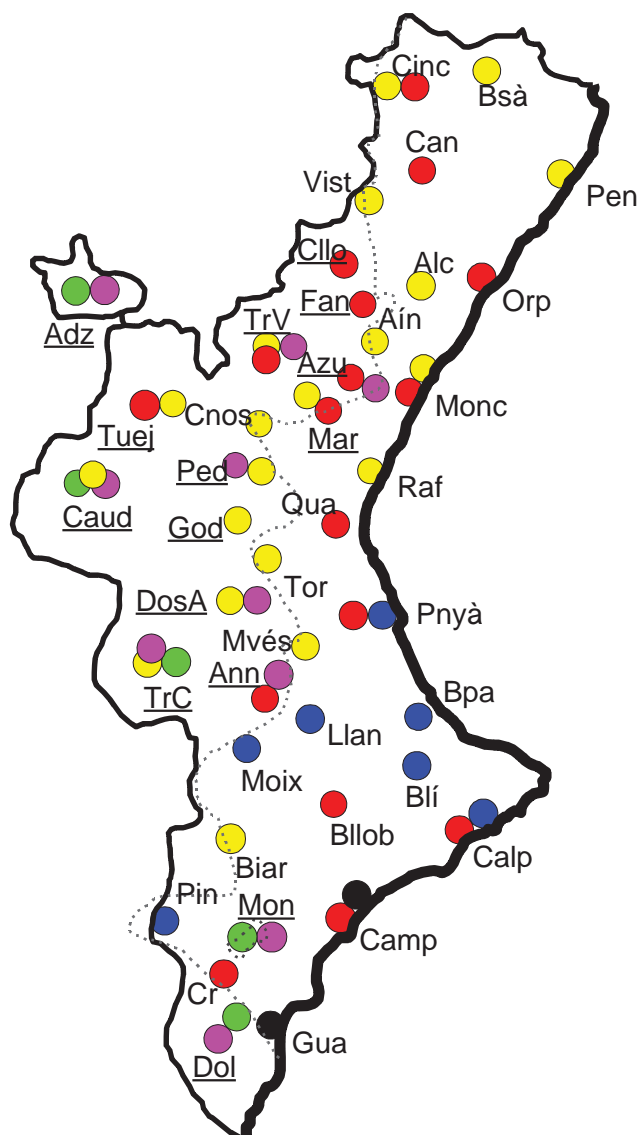 Cinc
Bsà
Can
Vist
Pen
Cllo
Alc
Orp
Fan
Aín
Adz
TrV
Azu
Monc
Cnos
Mar
Tuej
Ped
Raf
Qua
Caud
God
Tor
DosA
Pnyà
Mvés
Ann
TrC
Bpa
Llan
Moix
Blí
Bllob
Calp
Biar
Pin
Mon
Camp
Cr
Gua
Dol